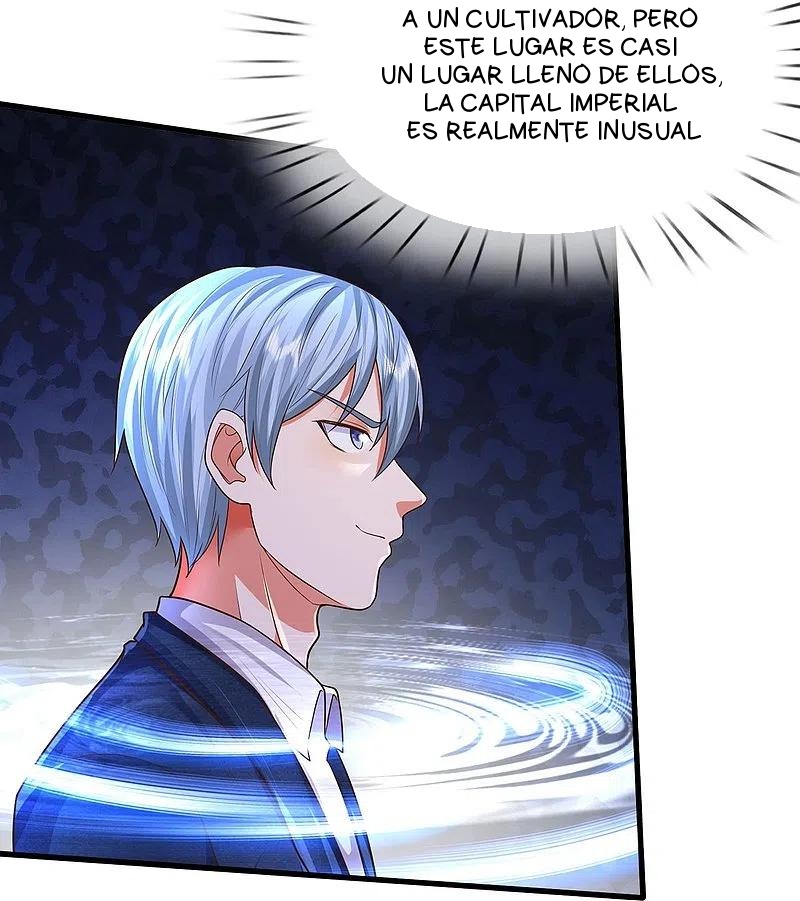 A UN CULTIVADOR, PERO
ESTE LUGAR ES CASI
UN LUGAR LLENO DE ELLOS,
LA CAPITAL IMPERIAL
ES REALMENTE INUSUAL